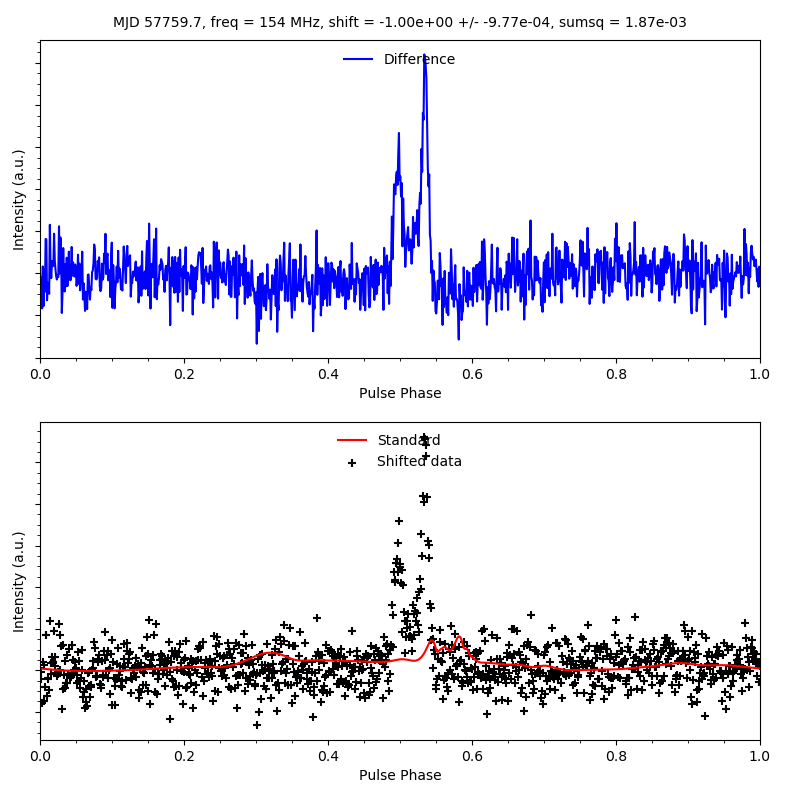 MJD 57759.7, freq = 154 MHz, shift = -1.00e+00 +/- -9.77e-04, sumsq = 1.87e-03
Difference
Intensity (a.u.)
0.0 0.2 0.4 0.6 0.8 1.0
Pulse Phase
Standard
Shifted data
Intensity (a.u.)
0.0 0.2 0.4 0.6 0.8 1.0
Pulse Phase